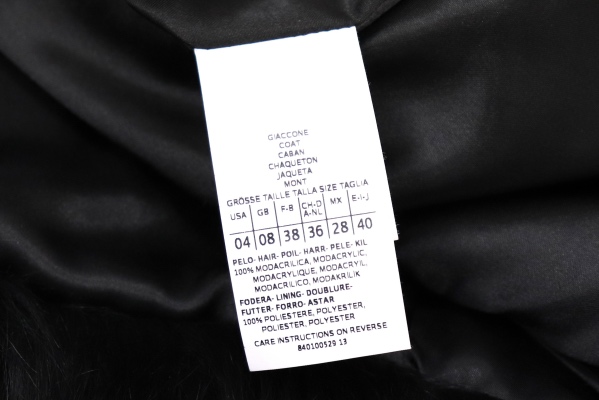 GIACCONE
COAT
CABAN
CHAQUETON
JAQUETA
MONT
GRÖSSE TAILLE TALLA SIZE TAGLIA
USA GB F-B CH-D A-NL MX E-I-J
04 08 38 36 28 40
PELO- HAIR- POIL- HARR- PELE- KIL
100% MODACRILICA, MODACRYLIC,
MODACRYLIQUE, MODACRYL,
MODACRILICO, MODAKRILIK
FODERA- LINING- DOUBLURE-
FUTTER- FORRO- ASTAR
100% POLIESTERE, POLYESTER,
POLIESTER, POLYESTER
CARE INSTRUCTIONS ON REVERSE
840100529 13